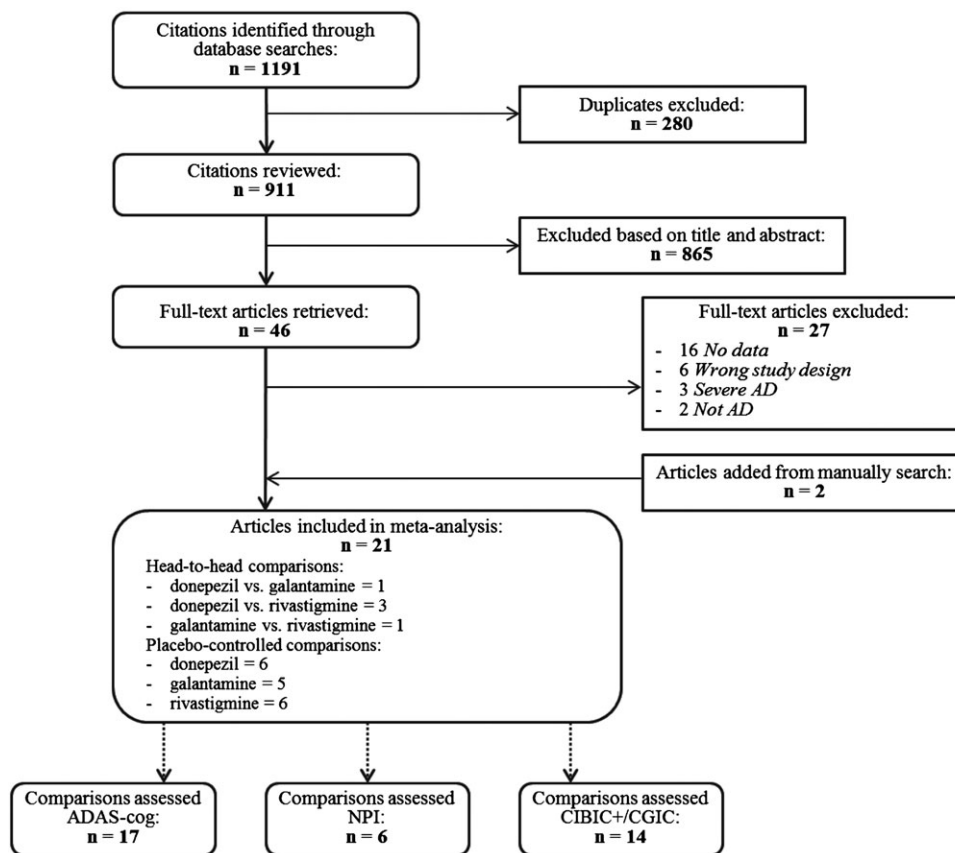 Citations identified through
database searches:
n = 1191
Duplicates excluded:
n = 280
Citations reviewed:
n = 911
Excluded based on title and abstract:
n = 865
Full-text articles retrieved:
n = 46
Full-text articles excluded:
n = 27
- 16 No data
- 6 Wrong study design
- 3 Severe AD
- 2 Not AD
Articles added from manually search:
n = 2
Articles included in meta-analysis:
n = 21
Head-to-head comparisons:
- donepezil vs. galantamine = 1
- donepezil vs. rivastigmine = 3
- galantamine vs. rivastigmine = 1
Placebo-controlled comparisons:
- donepezil = 6
- galantamine = 5
- rivastigmine = 6
Comparisons assessed
ADAS-cog:
n = 17
Comparisons assessed
NPI:
n = 6
Comparisons assessed
CIBIC+/CGIC:
n = 14